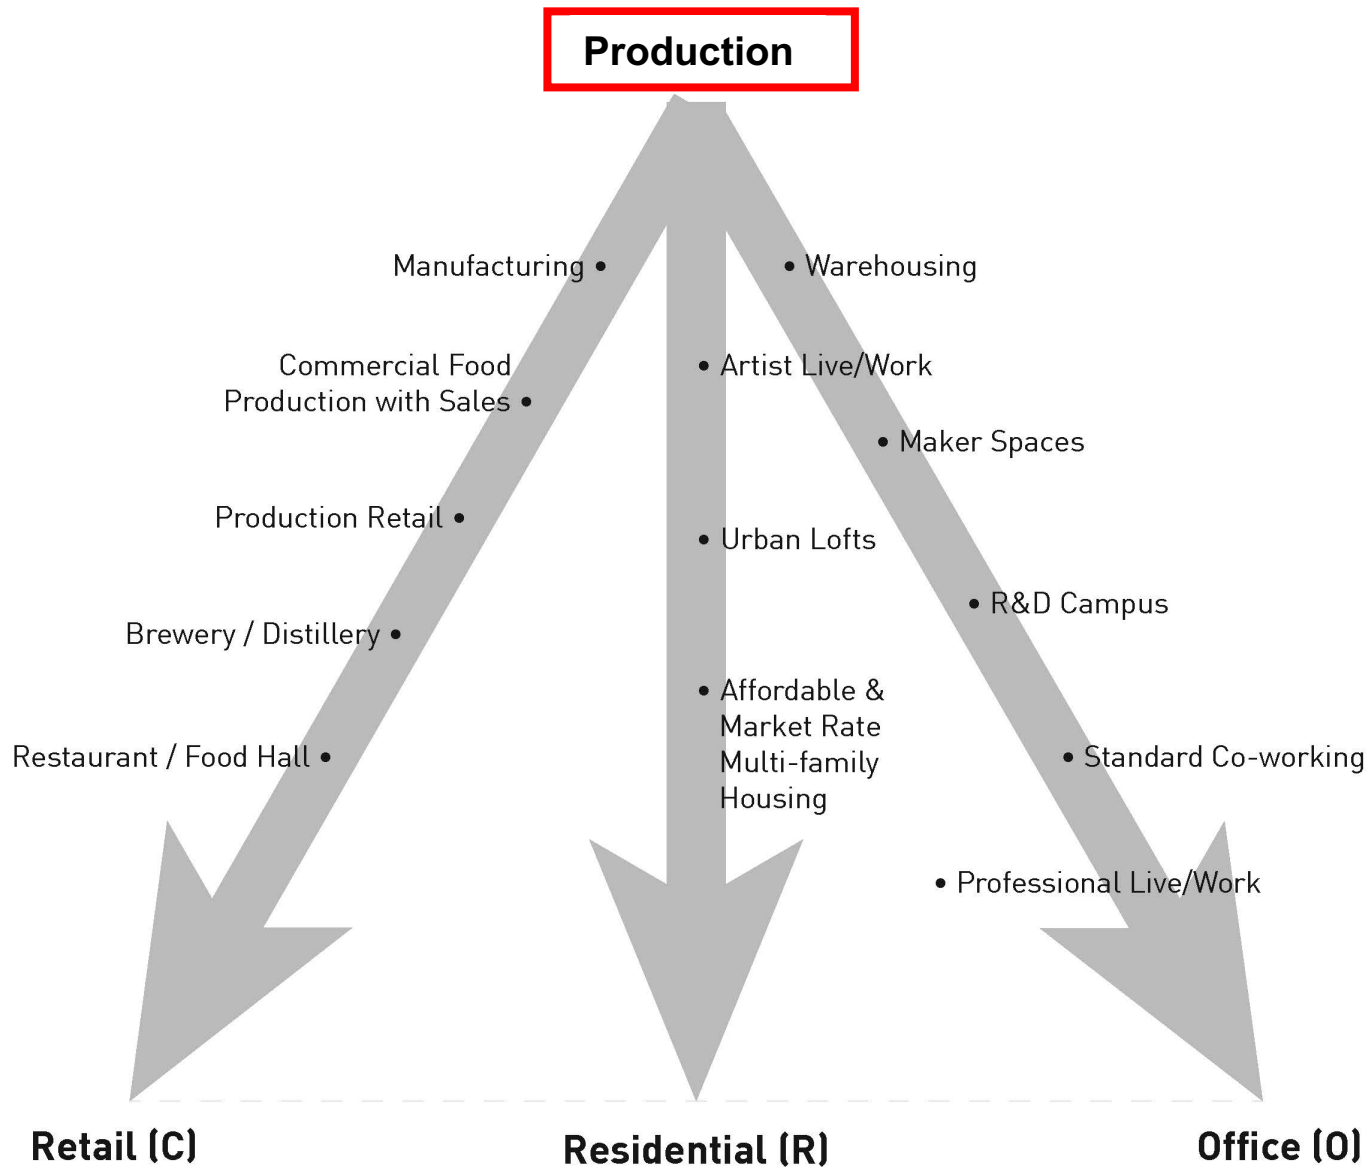 Production
Manufacturing
Warehousing
Commercial Food
Production with Sales
Artist Live/Work
Maker Spaces
Production Retail
Urban Lofts
R&D Campus
Brewery / Distillery
Affordable &
Market Rate
Multi-family
Housing
Restaurant / Food Hall
Standard Co-working
Professional Live/Work
Retail (C)
Residential (R)
Office (O)